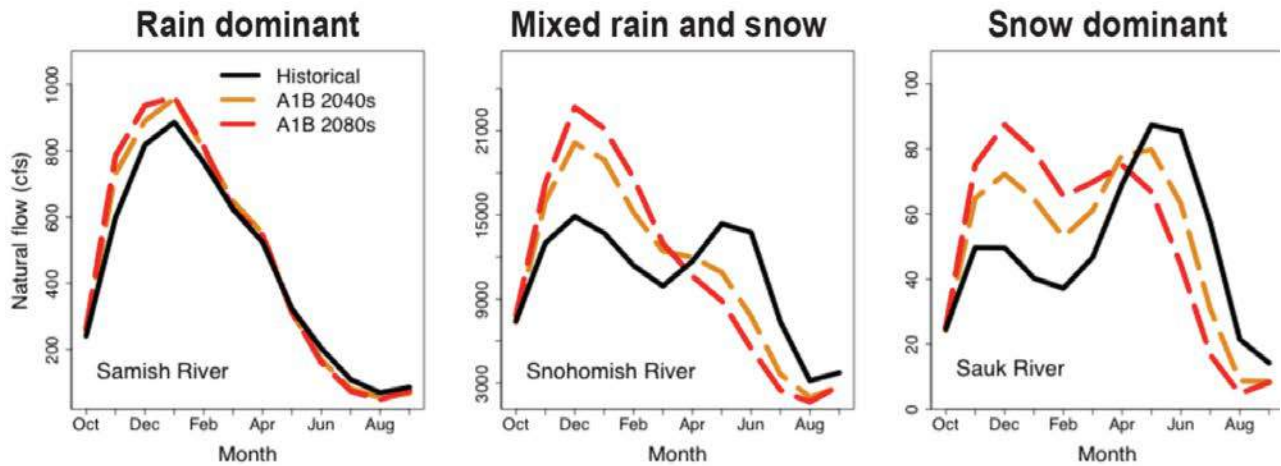 Rain dominant
Mixed rain and snow
Snow dominant
Natural flow (cfs)
1000
800
600
400
200
Historical
A1B 2040s
A1B 2080s
Samish River
Oct Dec Feb Apr Jun Aug
Month
21000
15000
9000
3000
Snohomish River
Oct Dec Feb Apr Jun Aug
Month
100
80
60
40
20
0
Sauk River
Oct Dec Feb Apr Jun Aug
Month